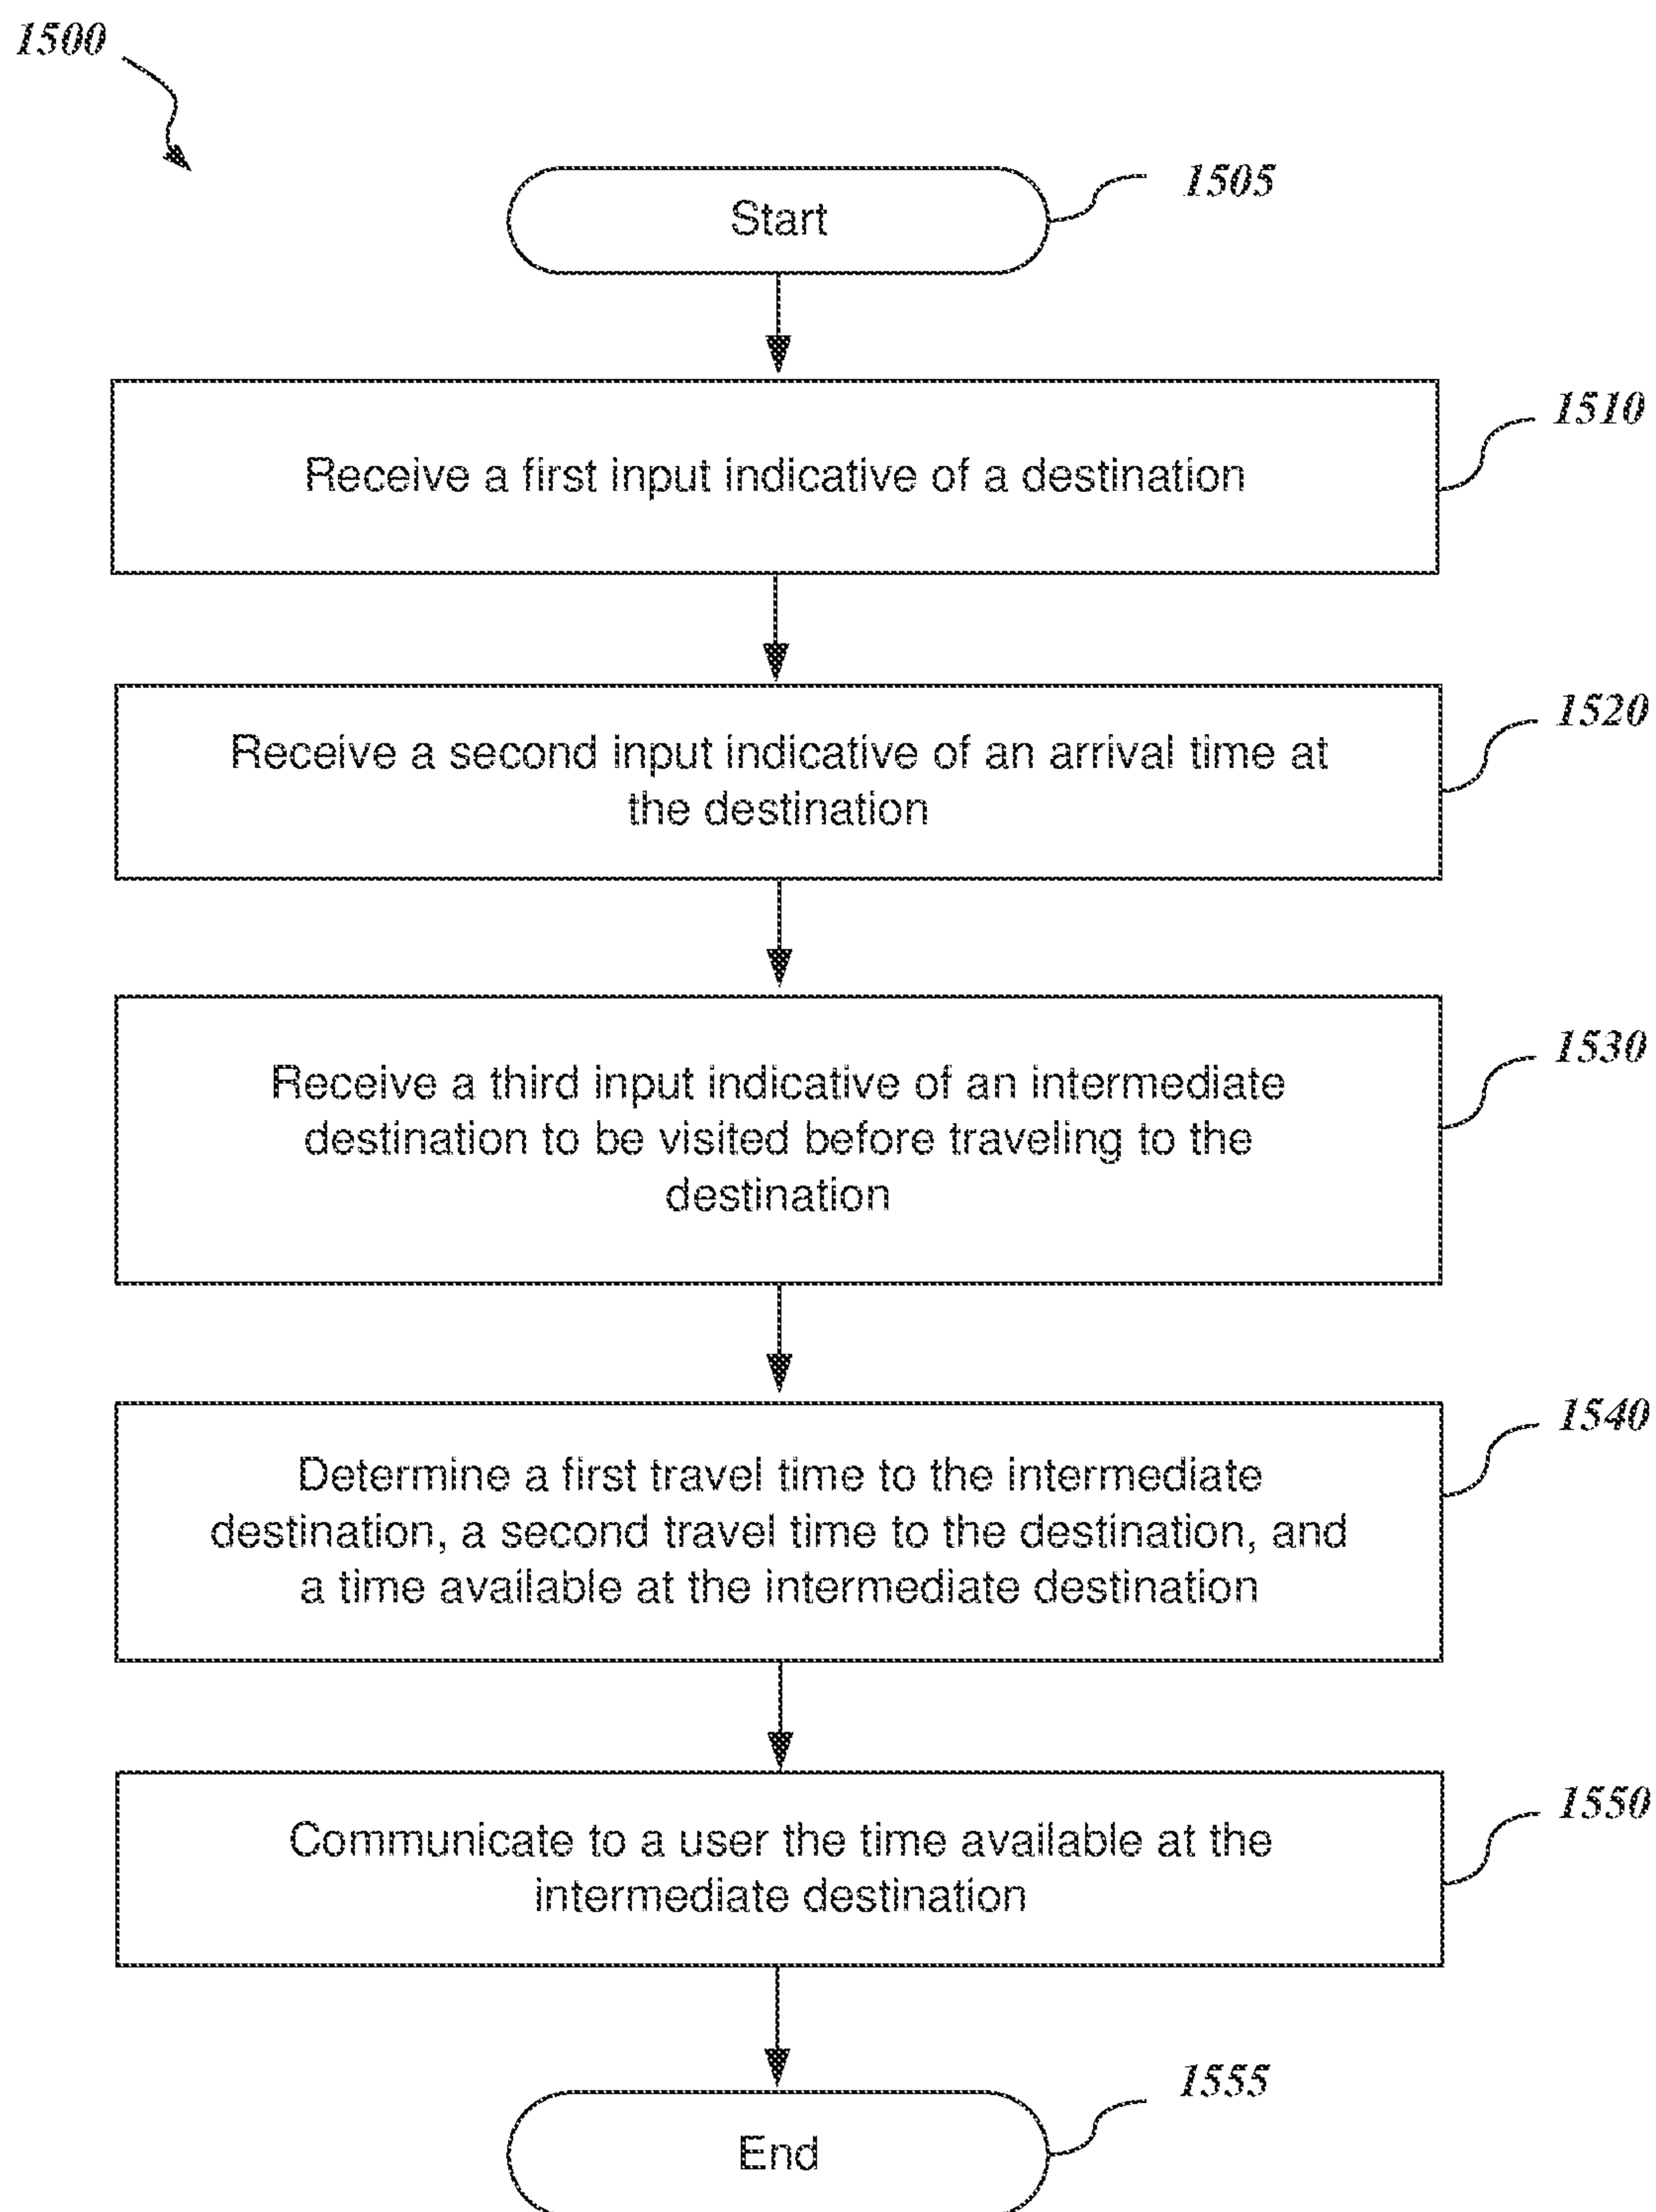 1500
Start
1505
Receive a first input indicative of a destination
1510
Receive a second input indicative of an arrival time at
the destination
1520
Receive a third input indicative of an intermediate
destination to be visited before traveling to the
destination
1530
Determine a first travel time to the intermediate
destination, a second travel time to the destination, and
a time available at the intermediate destination
1540
Communicate to a user the time available at the
intermediate destination
1550
End
1555